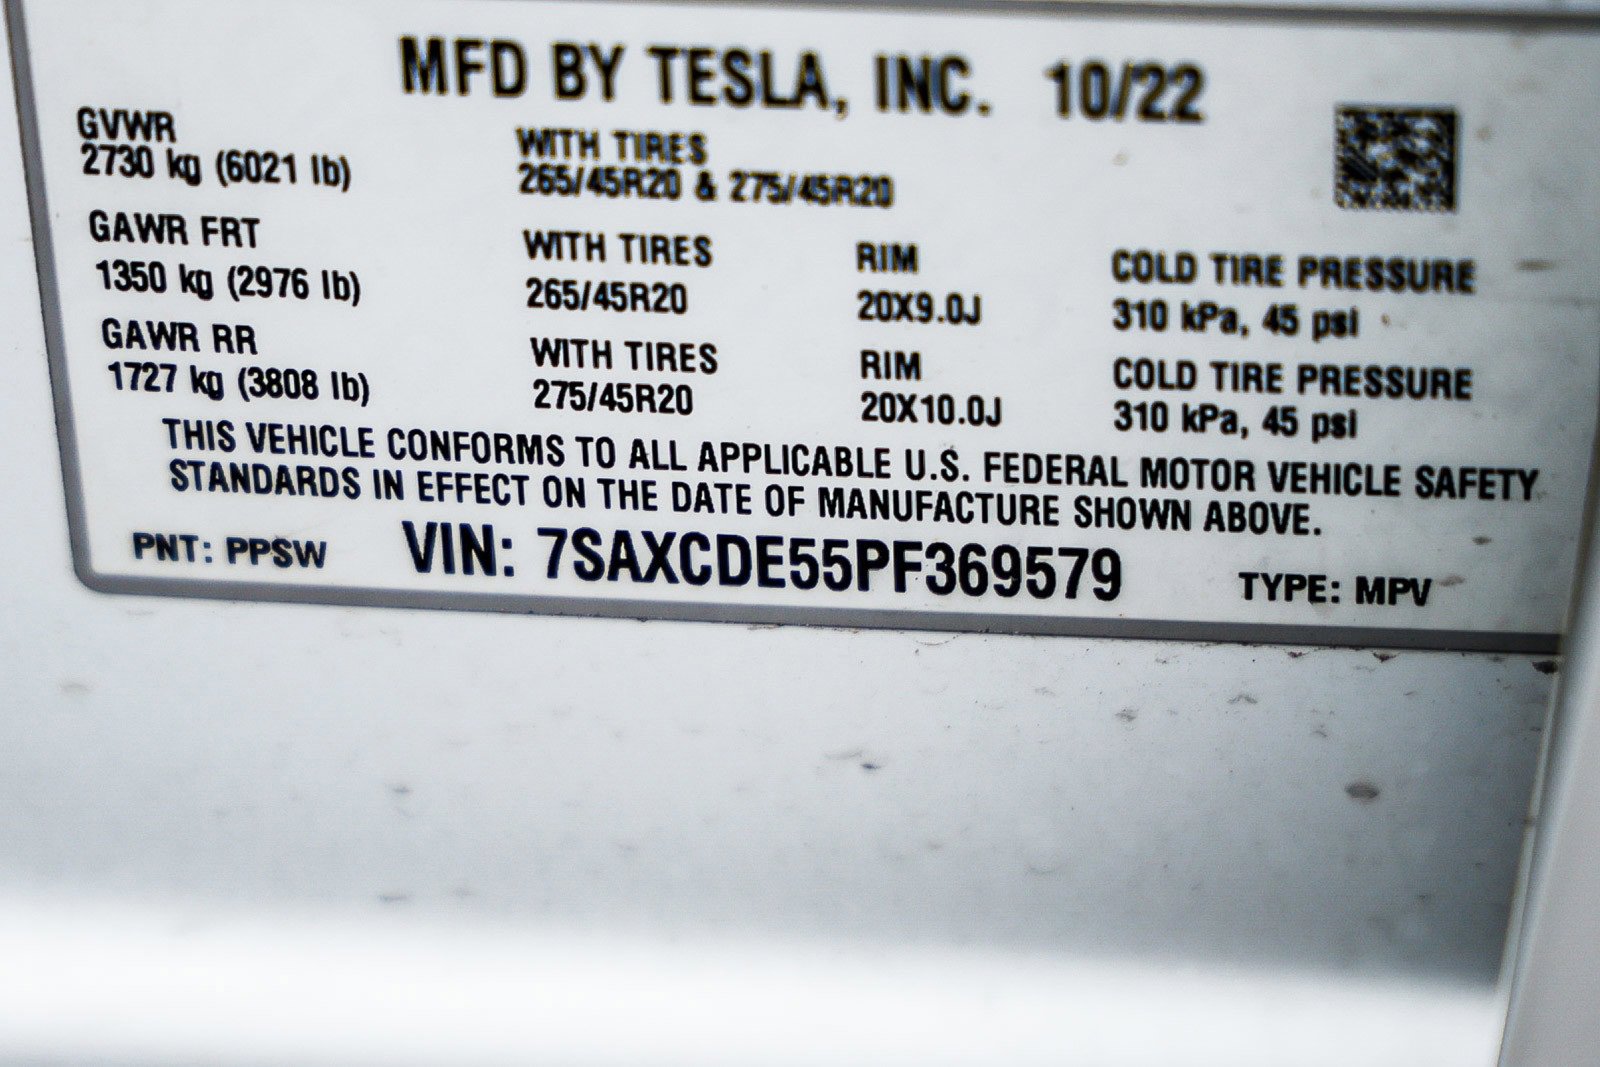 MFD BY TESLA, INC. 10/22
GVWR WITH TIRES
2730 kg (6021 lb) 265/45R20 & 275/45R20
GAWR FRT WITH TIRES RIM COLD TIRE PRESSURE
1350 kg (2976 lb) 265/45R20 20X9.0J 310 kPa, 45 psi
GAWR RR WITH TIRES RIM COLD TIRE PRESSURE
1727 kg (3808 lb) 275/45R20 20X10.0J 310 kPa, 45 psi
THIS VEHICLE CONFORMS TO ALL APPLICABLE U.S. FEDERAL MOTOR VEHICLE SAFETY
STANDARDS IN EFFECT ON THE DATE OF MANUFACTURE SHOWN ABOVE.
PNT: PPSW VIN: 7SAXCDE55PF369579 TYPE: MPV